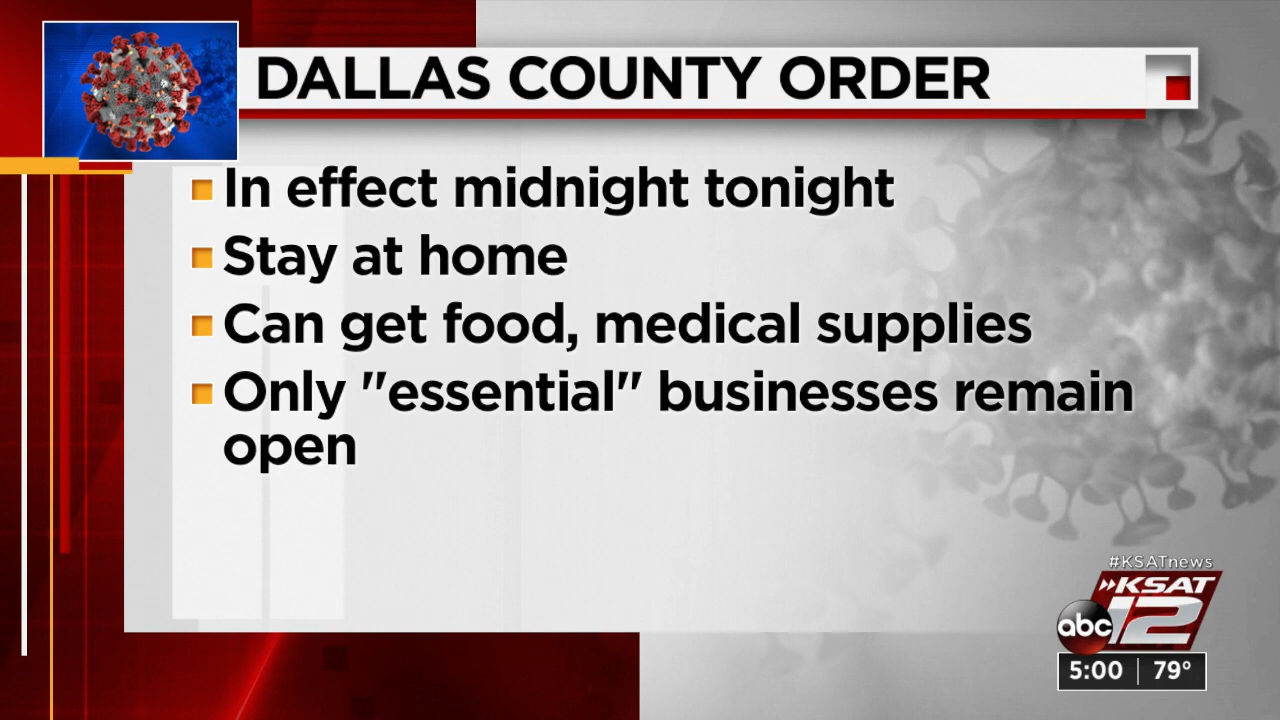 DALLAS COUNTY ORDER
In effect midnight tonight
Stay at home
Can get food, medical supplies
Only "essential" businesses remain
open
#KSATnews
KSAT
abc 12
5:00 79°